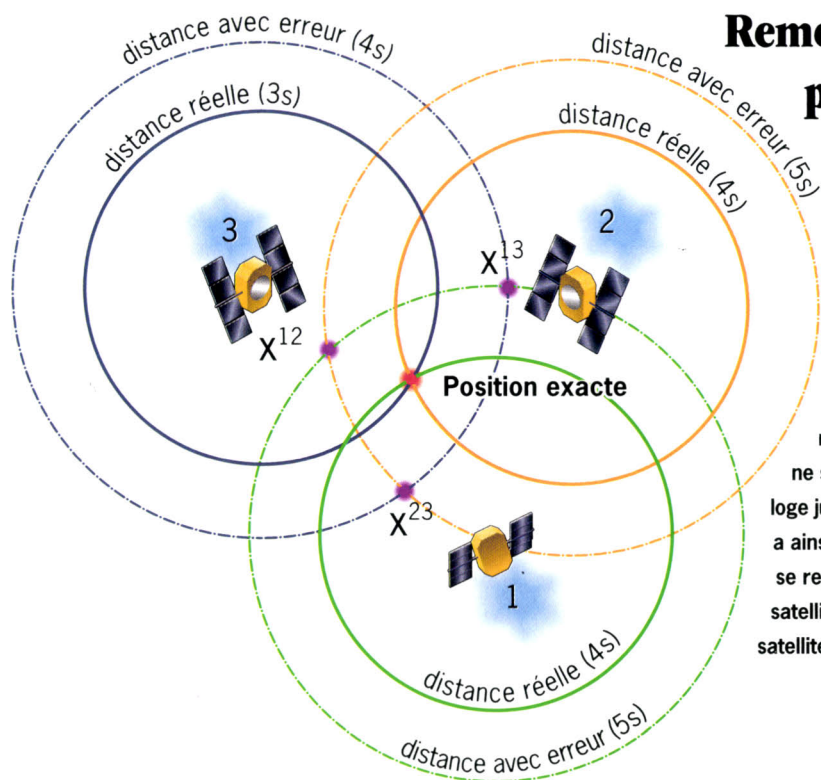 Reme
p
distance avec erreur (4s)
distance réelle (3s)
distance avec erreur (5s)
distance réelle (4s)
3
2
X¹³
X¹²
Position exacte
X²³
1
distance réelle (4s)
distance avec erreur (5s)
ne s
loge ju
a ains
se re
satelli
satellite